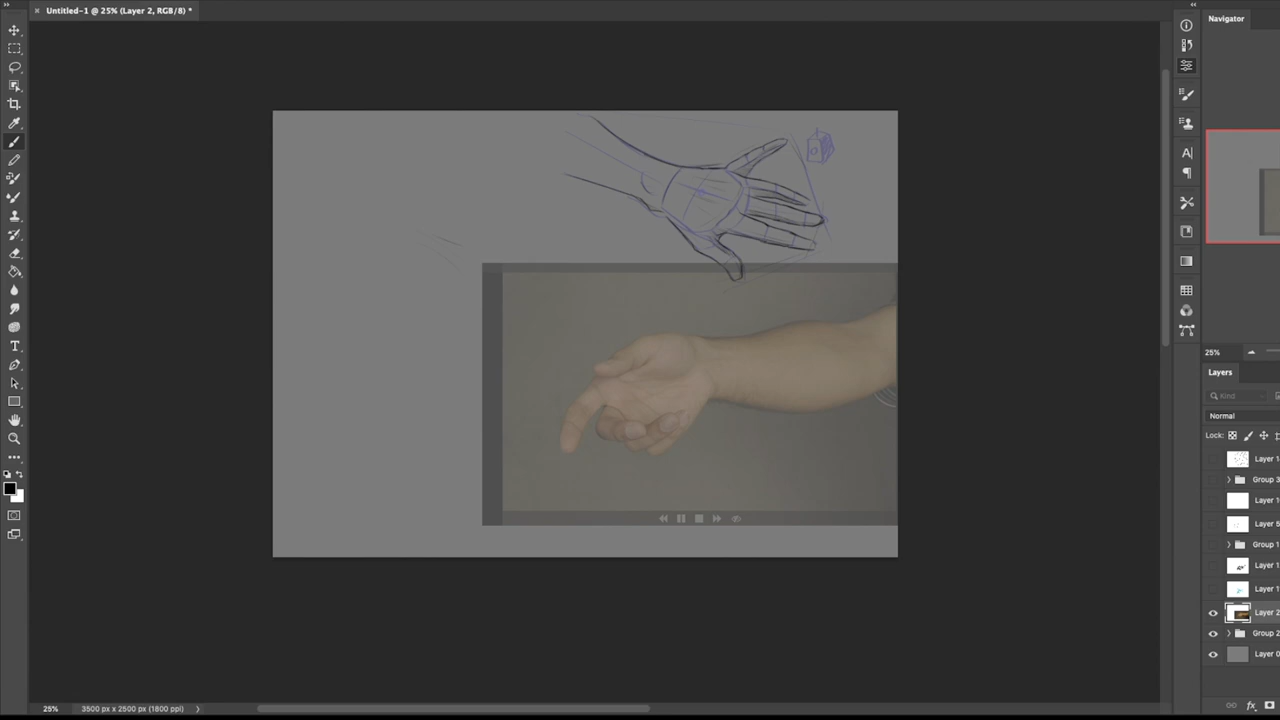 Untitled-1 @ 25% (Layer 2, RGB/8) *
Navigator
25%
Layers
Kind
Normal
Lock:
Layer 1
Group 3
Layer 1
Layer 5
Group 1
Layer 1
Layer 1
Layer 2
Group 2
Layer 0
25%
3500 px x 2500 px (1800 ppi)